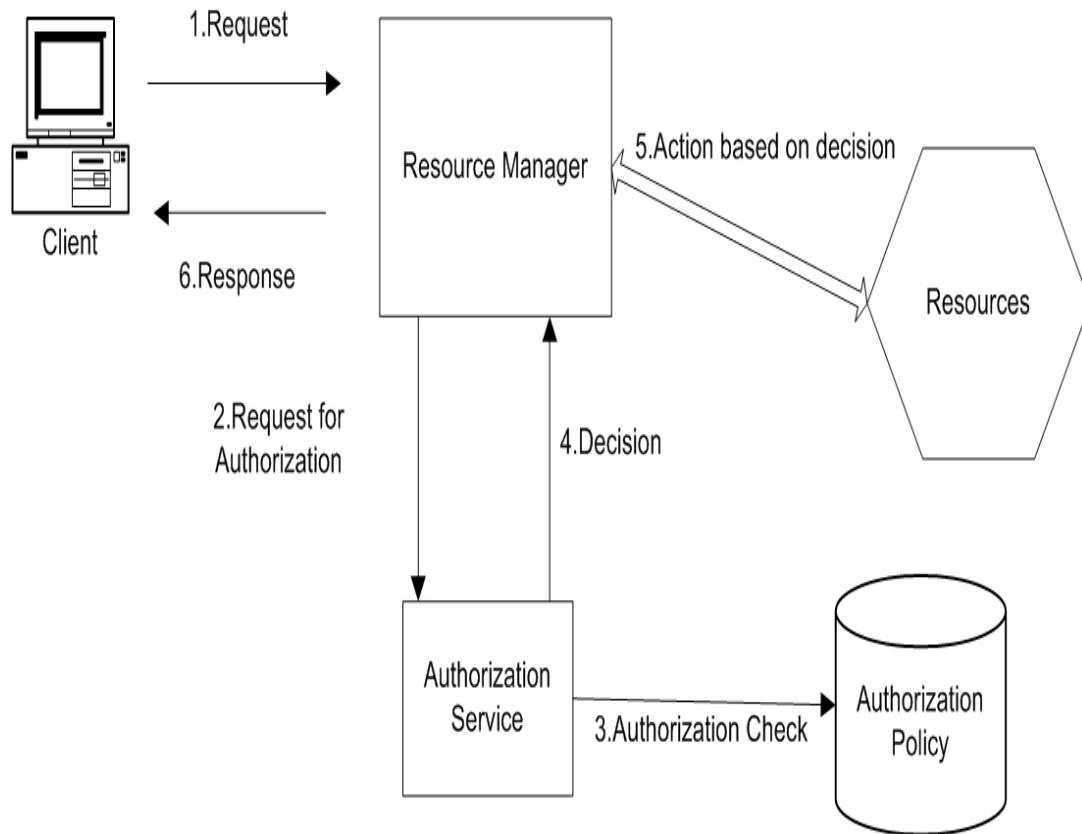 1.Request
Client
6.Response
Resource Manager
5.Action based on decision
Resources
2.Request for
Authorization
4.Decision
Authorization
Service
3.Authorization Check
Authorization
Policy